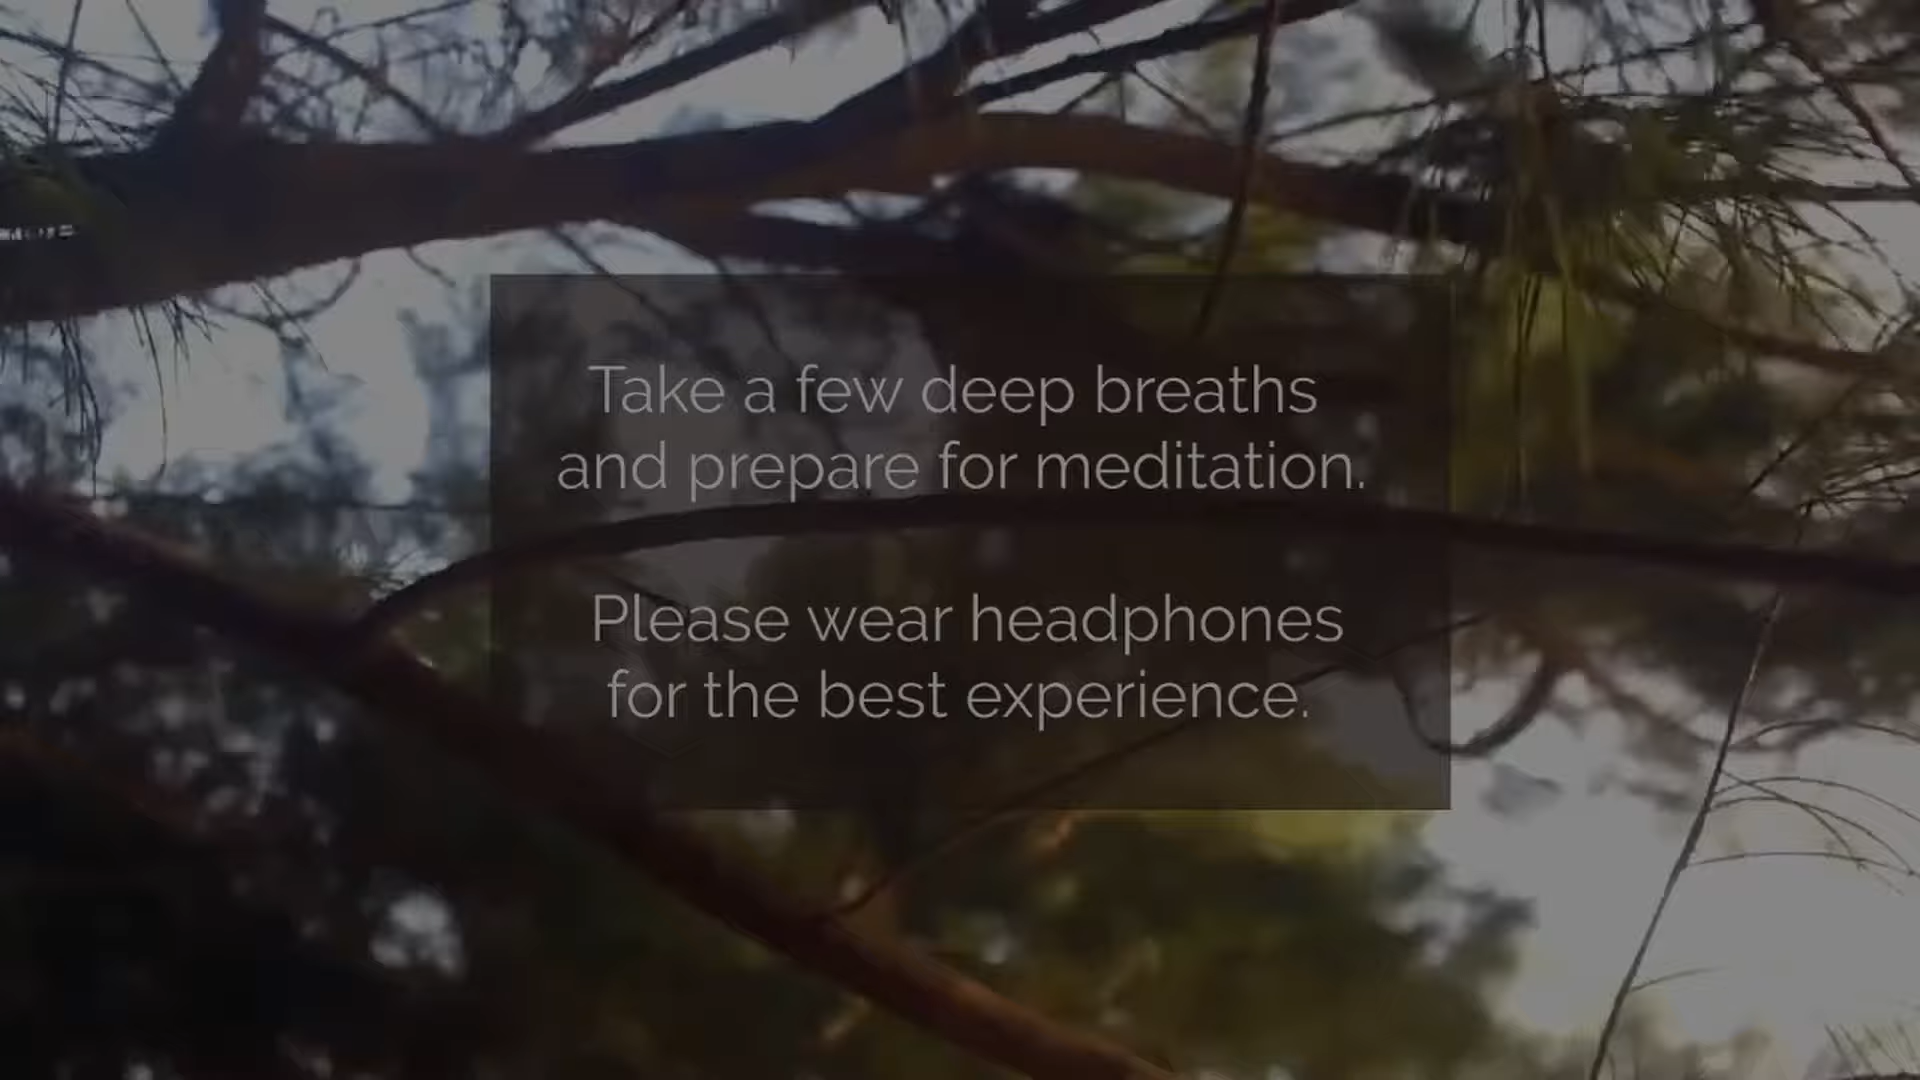 Take a few deep breaths
and prepare for meditation.
Please wear headphones
for the best experience.